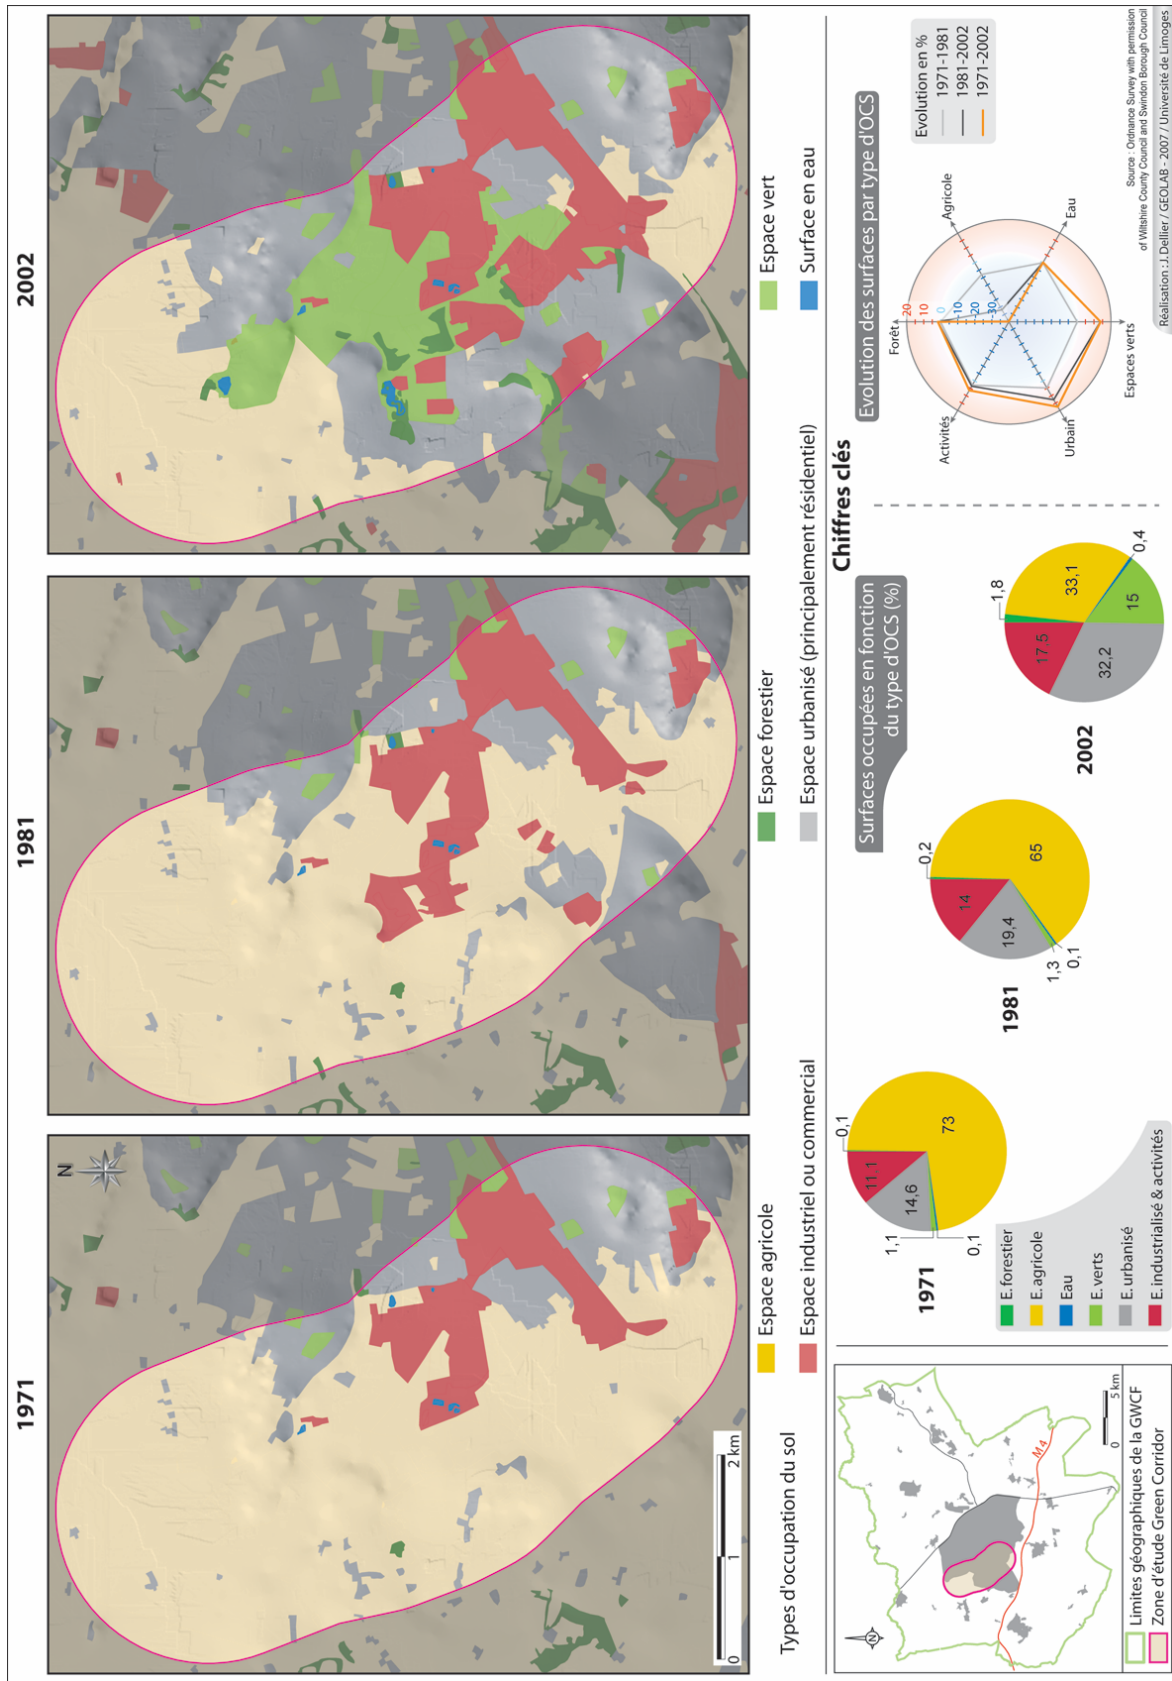 1971
1981
2002
N
0
1
2 km
Types d'occupation du sol
Espace agricole
Espace forestier
Espace vert
Espace industriel ou commercial
Espace urbanisé (principalement résidentiel)
Surface en eau
N
M4
0
5 km
Limites géographiques de la GWCF
Zone d'étude Green Corridor
Chiffres clés
Surfaces occupées en fonction
du type d'OCS (%)
1971
0,1
11,1
14,6
73
1,1
0,1
E.forestier
E.agricole
Eau
E.verts
E.urbanisé
E.industrialisé & activités
1981
0,2
14
19,4
65
1,3
0,1
2002
1,8
17.5
33,1
32,2
15
0,4
Evolution des surfaces par type d'OCS
Forêt
Agricole
Eau
Espaces verts
Urbain
Activités
20
10
0
10
20
30
Evolution en %
1971-1981
1981-2002
1971-2002
Source : Ordnance Survey with permission
of Wiltshire County Council and Swindon Borough Council
Réalisation : J.Dellier / GEOLAB - 2007 / Université de Limoges